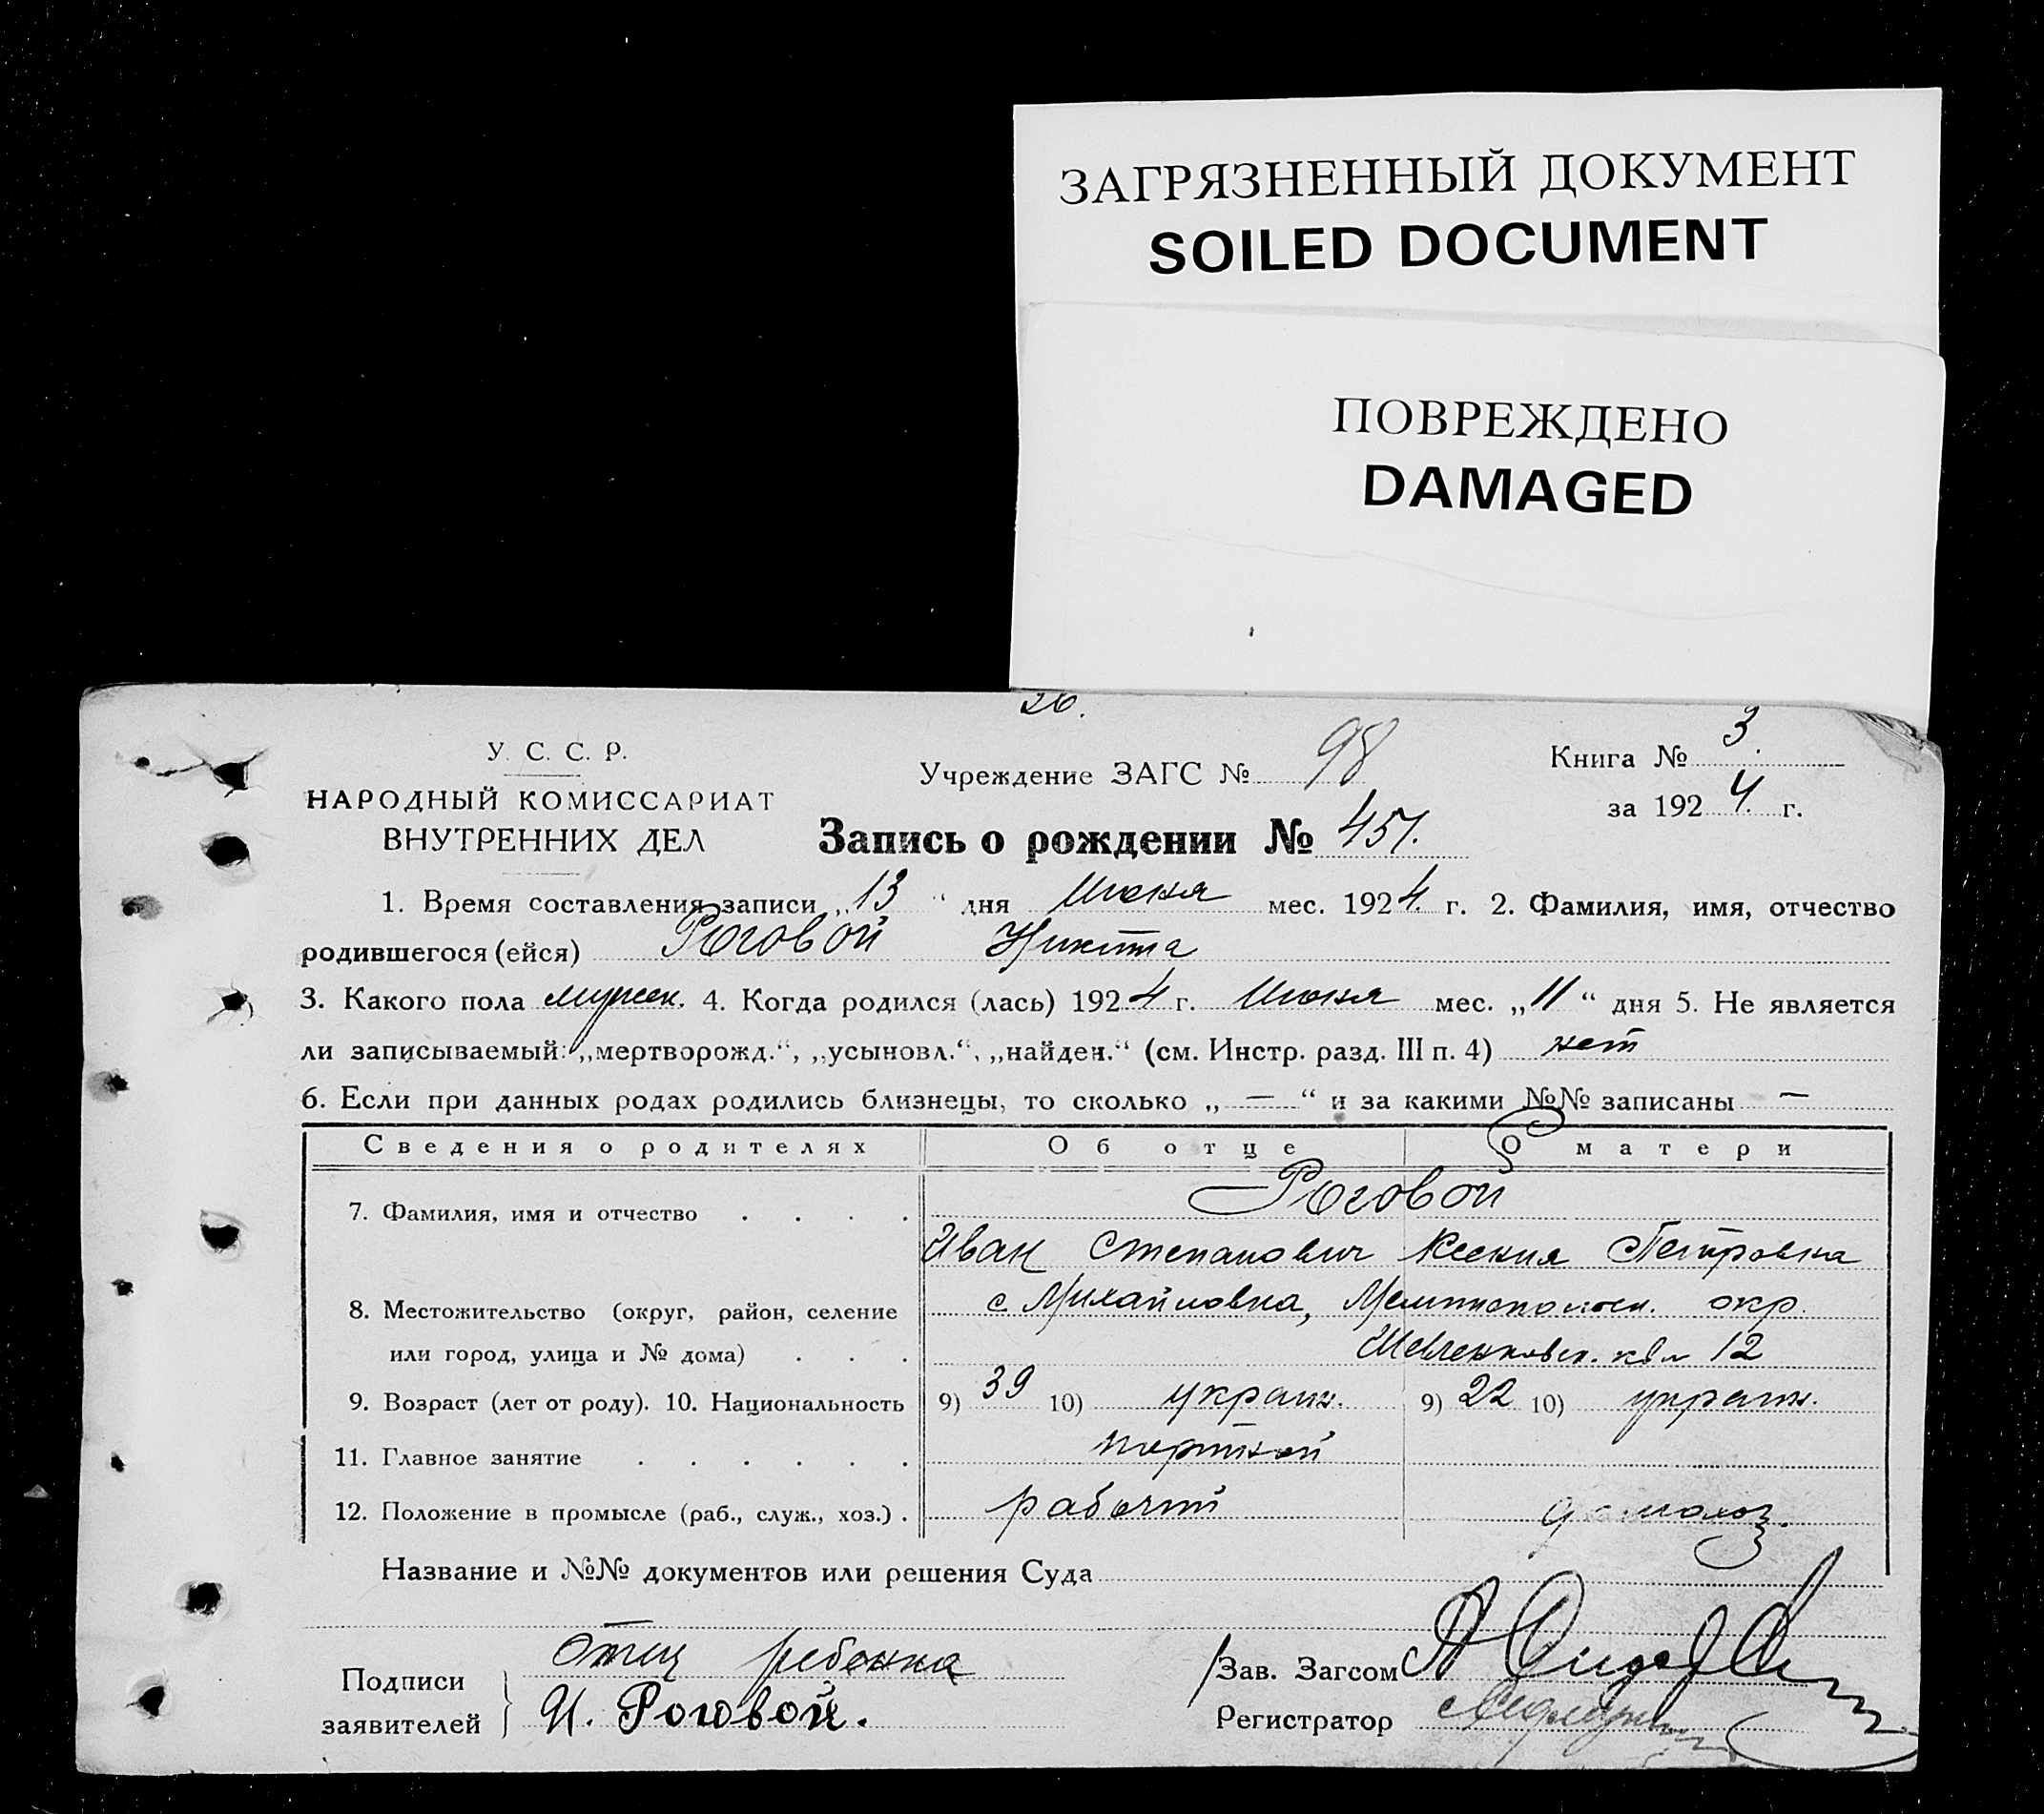 ЗАГРЯЗНЕННЫЙ ДОКУМЕНТ
SOILED DOCUMENT
ПОВРЕЖДЕНО
DAMAGED
У. С. С. Р.
НАРОДНЫЙ КОМИССАРИАТ
ВНУТРЕННИХ ДЕЛ
Учреждение ЗАГС № 98
Книга № 3.
за 1924 г.
Запись о рождении № 451.
1. Время составления записи „13“ дня Июня мес. 1924 г. 2. Фамилия, имя, отчество
родившегося (ейся) Роговой Никита
3. Какого пола мужск. 4. Когда родился (лась) 1924 г. Июня мес. „11“ дня 5. Не является
ли записываемый: „мертворожд.“, „усыновл.“, „найден.“ (см. Инстр. разд. III п. 4) нет
6. Если при данных родах родились близнецы, то сколько „ — “ и за какими №№ записаны —
Сведения о родителях Об отце О матери
7. Фамилия, имя и отчество Роговой
Иван Степанович Ксения Петровна
8. Местожительство (округ, район, селение с Михайловка, Мелитопольск. окр.
или город, улица и № дома) 12
9. Возраст (лет от роду). 10. Национальность 9) 39 10) украин. 9) 22 10) украин.
11. Главное занятие портной
12. Положение в промысле (раб., служ., хоз.) рабочий домохоз.
Название и №№ документов или решения Суда
Подписи заявителей
Отец ребенка
И. Роговой.
Зав. Загсом
Регистратор